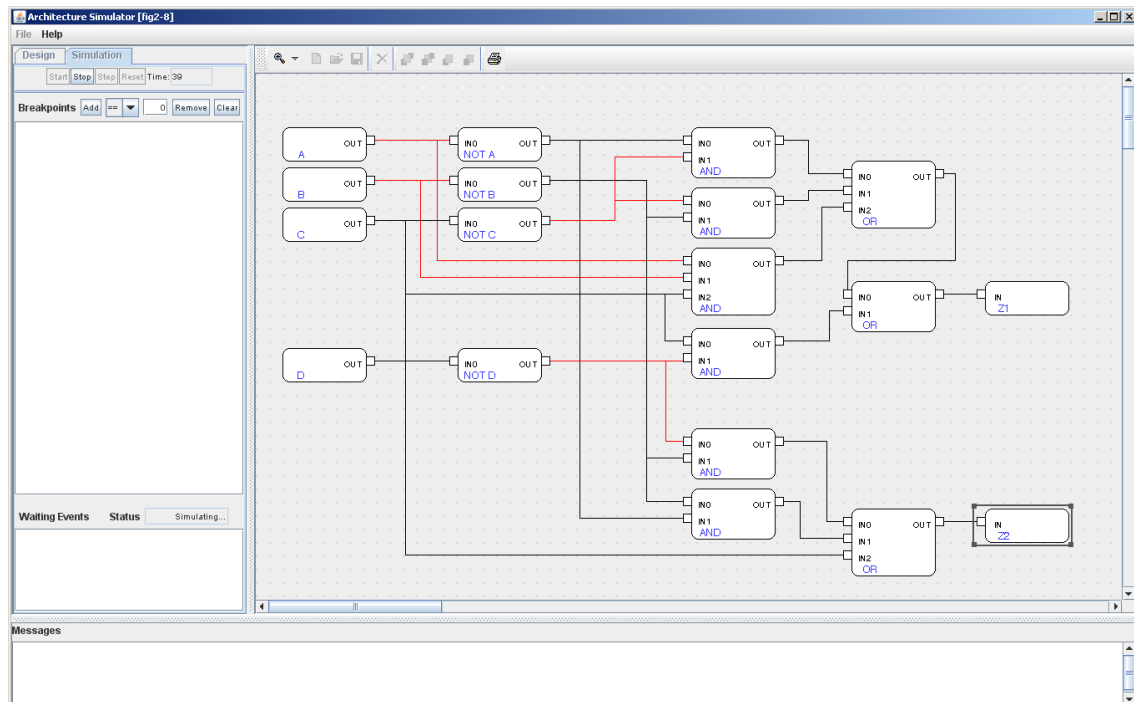 Architecture Simulator [fig2-8]
File Help
Design Simulation
Start Stop Step Reset Time: 39
Breakpoints Add == 0 Remove Clear
Waiting Events Status Simulating...
OUT
A
OUT
B
OUT
C
OUT
D
IN0 OUT
NOT A
IN0 OUT
NOT B
IN0 OUT
NOT C
IN0 OUT
NOT D
IN0 OUT
IN1
AND
IN0 OUT
IN1
AND
IN0 OUT
IN1
IN2
AND
IN0 OUT
IN1
AND
IN0 OUT
IN1
AND
IN0 OUT
IN1
AND
IN0 OUT
IN1
IN2
OR
IN0 OUT
IN1
OR
IN
Z1
IN0 OUT
IN1
IN2
OR
IN
Z2
Messages